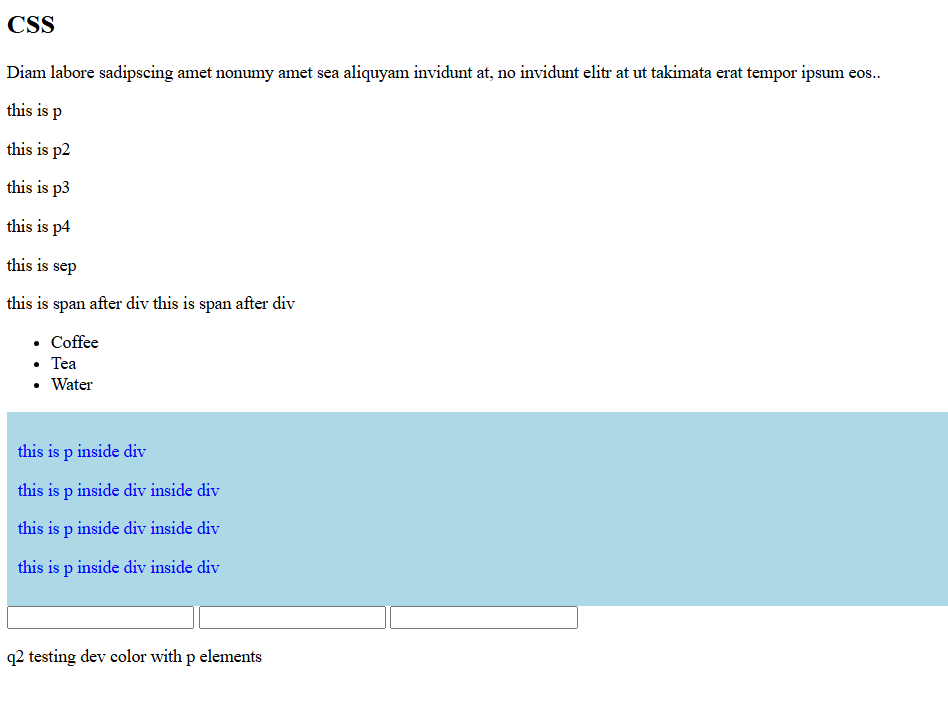 CSS
Diam labore sadipscing amet nonumy amet sea aliquyam invidunt at, no invidunt elitr at ut takimata erat tempor ipsum eos..
this is p
this is p2
this is p3
this is p4
this is sep
this is span after div this is span after div
• Coffee
• Tea
• Water
this is p inside div
this is p inside div inside div
this is p inside div inside div
this is p inside div inside div
q2 testing dev color with p elements